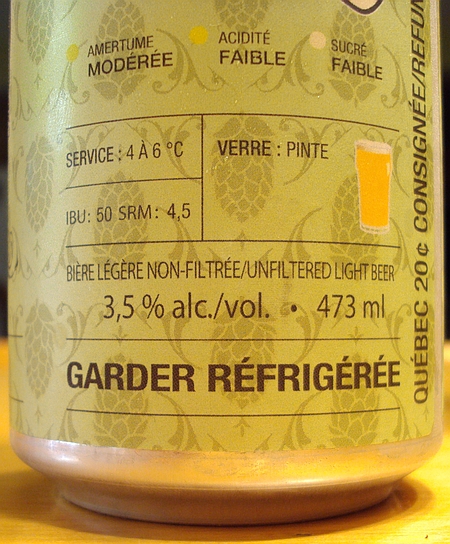 AMERTUME
MODÉRÉE
ACIDITÉ
FAIBLE
SUCRÉ
FAIBLE
SERVICE : 4 À 6 °C
VERRE : PINTE
IBU: 50 SRM: 4,5
BIÈRE LÉGÈRE NON-FILTRÉE/UNFILTERED LIGHT BEER
3,5 % alc./vol. • 473 ml
GARDER RÉFRIGÉRÉE
QUÉBEC 20¢ CONSIGNÉE/REFUN